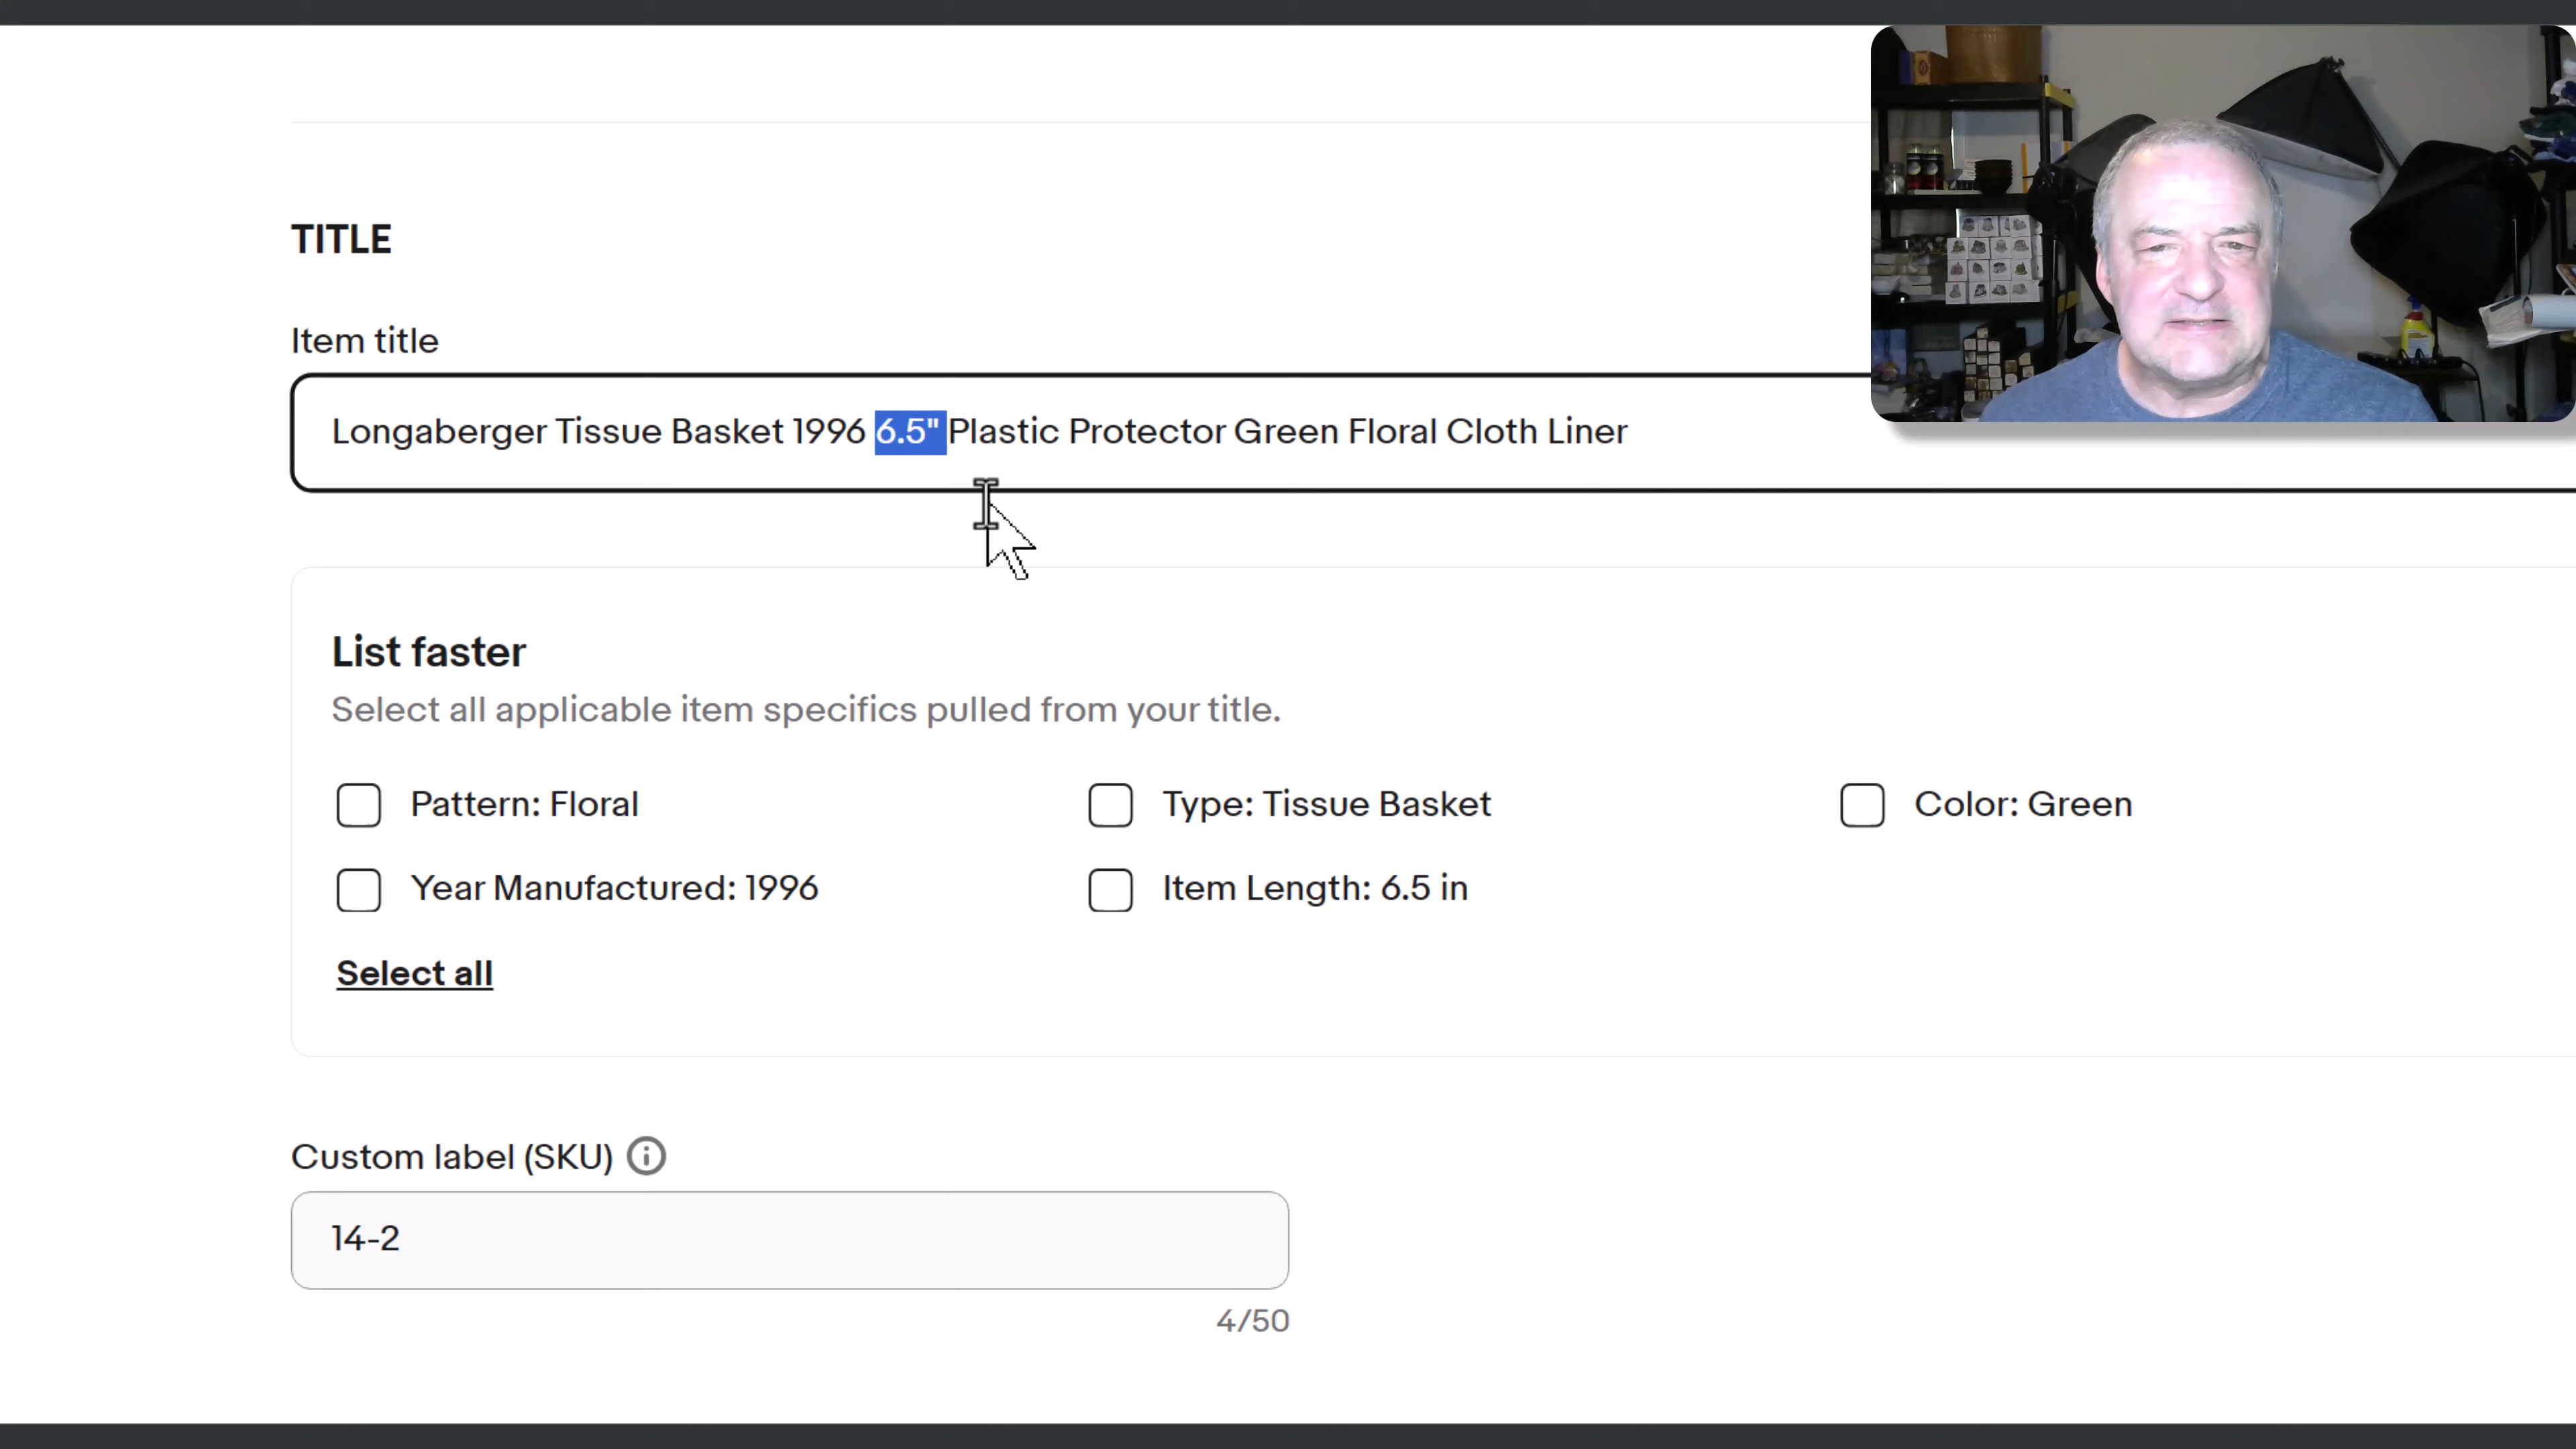 TITLE
Item title
Longaberger Tissue Basket 1996 6.5" Plastic Protector Green Floral Cloth Liner
List faster
Select all applicable item specifics pulled from your title.
Pattern: Floral
Type: Tissue Basket
Color: Green
Year Manufactured: 1996
Item Length: 6.5 in
Select all
Custom label (SKU)
14-2
4/50